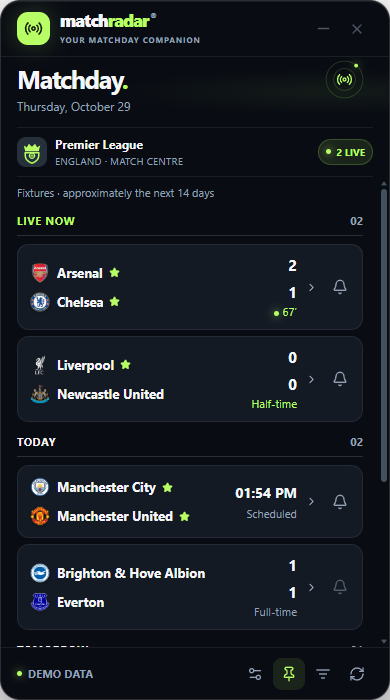 matchradar®
YOUR MATCHDAY COMPANION
Matchday.
Thursday, October 29
Premier League
ENGLAND · MATCH CENTRE
2 LIVE
Fixtures · approximately the next 14 days
LIVE NOW 02
Arsenal 2
Chelsea 1
67'
Liverpool 0
LFC
Newcastle United 0
Half-time
TODAY 02
Manchester City 01:54 PM
Manchester United Scheduled
Brighton & Hove Albion 1
Everton 1
Full-time
DEMO DATA